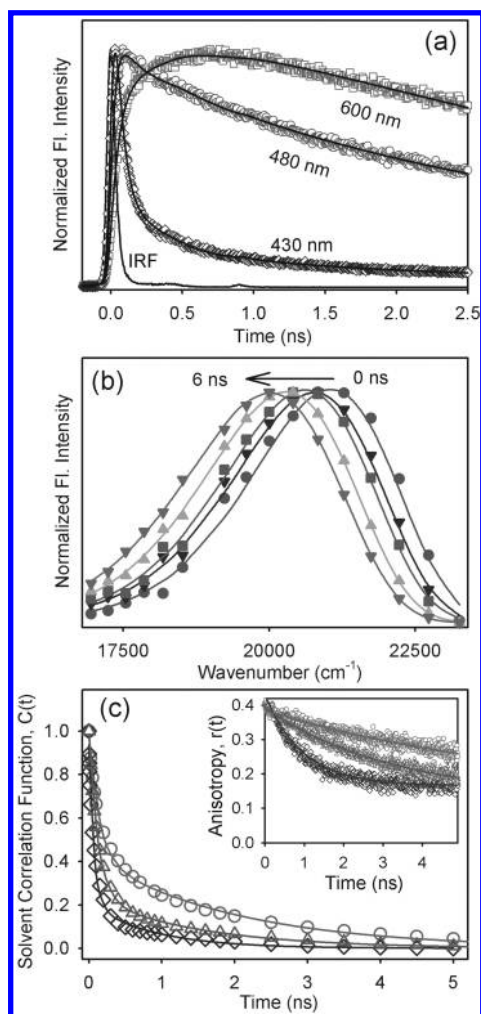 (a)
Normalized Fl. Intensity
600 nm
480 nm
430 nm
IRF
0.0 0.5 1.0 1.5 2.0 2.5
Time (ns)
(b)
6 ns 0 ns
Normalized Fl. Intensity
17500 20000 22500
Wavenumber (cm⁻¹)
(c)
Solvent Correlation Function, C(t)
1.0
0.8
0.6
0.4
0.2
0.0
0 1 2 3 4 5
Time (ns)
Anisotropy, r(t)
0.4
0.3
0.2
0.1
0.0
0 1 2 3 4
Time (ns)